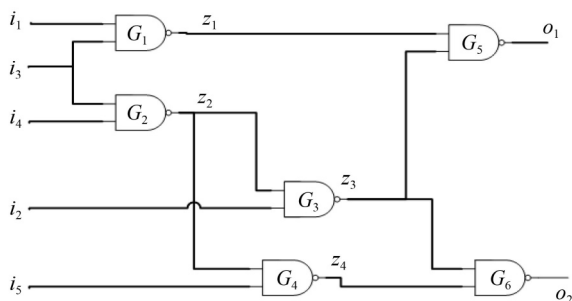 i₁
G₁
z₁
G₅
o₁
i₃
i₄
G₂
z₂
i₂
G₃
z₃
i₅
G₄
z₄
G₆
o₂